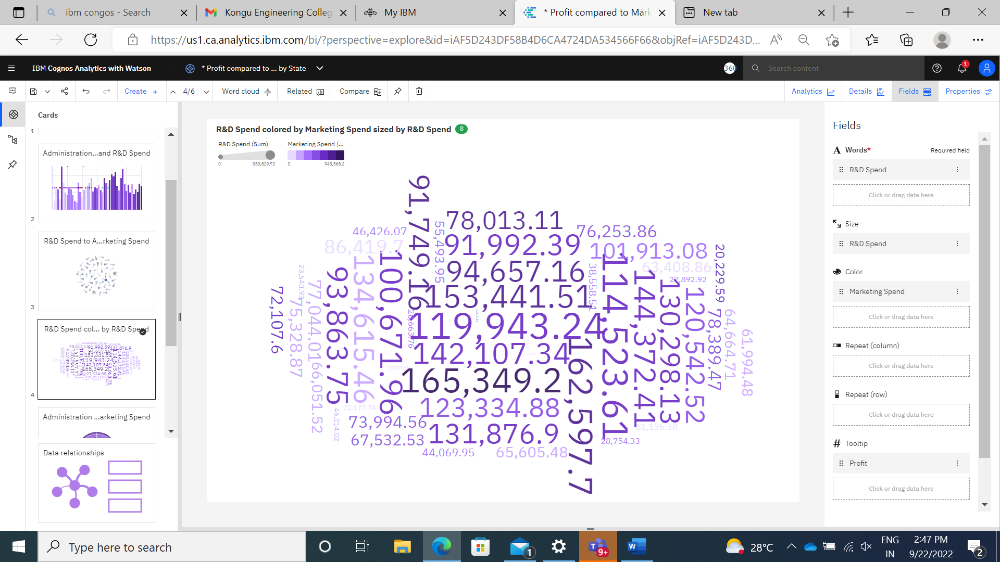 ibm congos - Search
Kongu Engineering Colleg
My IBM
* Profit compared to Mark
New tab
https://us1.ca.analytics.ibm.com/bi/?perspective=explore&id=iAF5D243DF58B4D6CA4724DA534566F66&objRef=iAF5D243D...
IBM Cognos Analytics with Watson
* Profit compared to ... by State
360
Search content
1
Create
4/6
Word cloud
Related
Compare
Analytics
Details
Fields
Properties
Cards
1
Administration...and R&D Spend
2
R&D Spend to A...rketing Spend
3
R&D Spend col... by R&D Spend
4
Administration ...arketing Spend
Data relationships
R&D Spend colored by Marketing Spend sized by R&D Spend 8
R&D Spend (Sum)
0 359,829.72
Marketing Spend (...
0 943,568.2
91,749.16
78,013.11
46,426.07
55,493.95
76,253.86
86,419.7
91,992.39
101,913.08
20,229.59
134,615.46
100,671.96
94,657.16
38,558.51
114,523.61
63,408.86
23,640.93
93,863.75
144,372.41
27,892.92
72,107.6
75,328.87
77,044.01
153,441.51
130,298.13
120,542.52
28,663.76
119,943.24
78,389.47
64,664.71
61,994.48
142,107.34
162,597.7
66,051.52
165,349.2
22,177.74
123,334.88
46,014.02
73,994.56
61,136.38
67,532.53
131,876.9
28,754.33
44,069.95
65,605.48
Fields
Words*
Required field
R&D Spend
Click or drag data here
Size
R&D Spend
Color
Marketing Spend
Click or drag data here
Repeat (column)
Click or drag data here
Repeat (row)
Click or drag data here
Tooltip
Profit
Click or drag data here
Type here to search
1
9+
28°C
ENG
IN
2:47 PM
9/22/2022
2